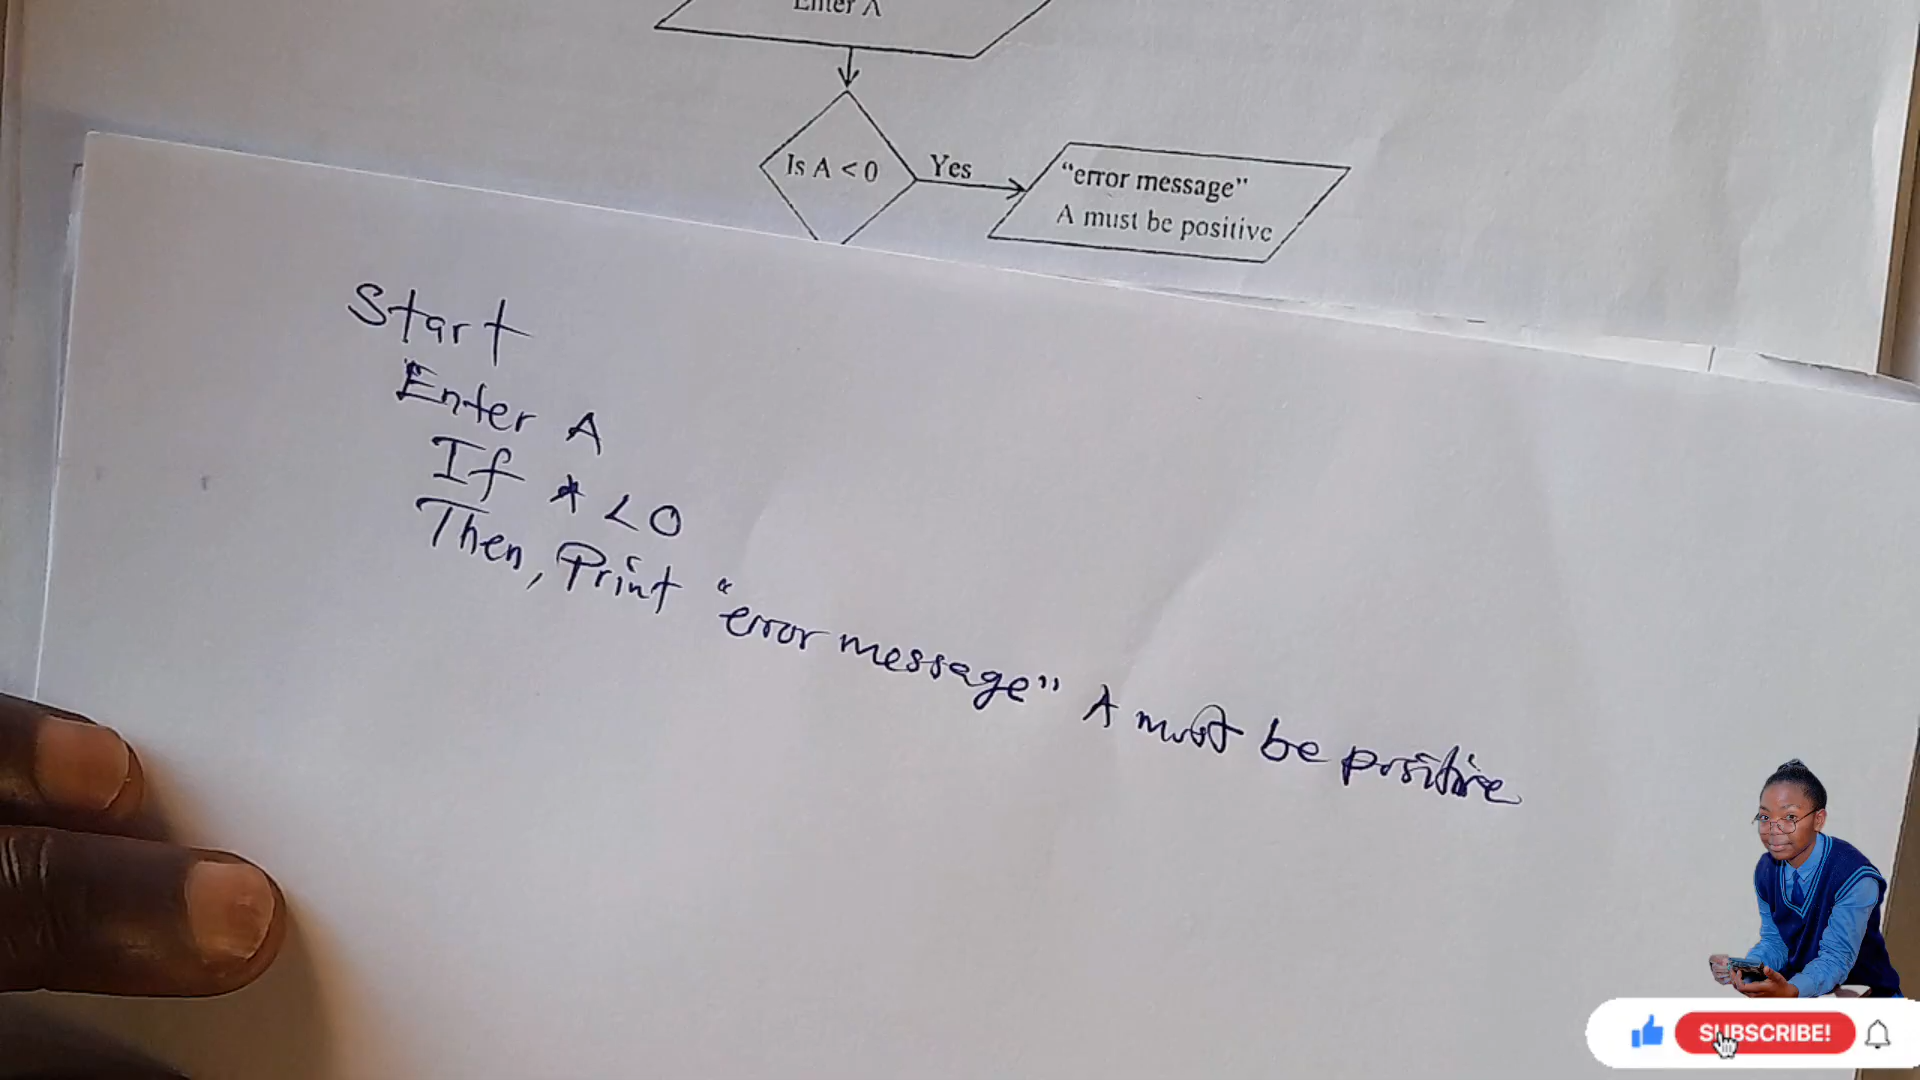 Enter A
Is A < 0
Yes
"error message"
A must be positive
Start
Enter A
If A < 0
Then, Print "error message" A must be positive
SUBSCRIBE!